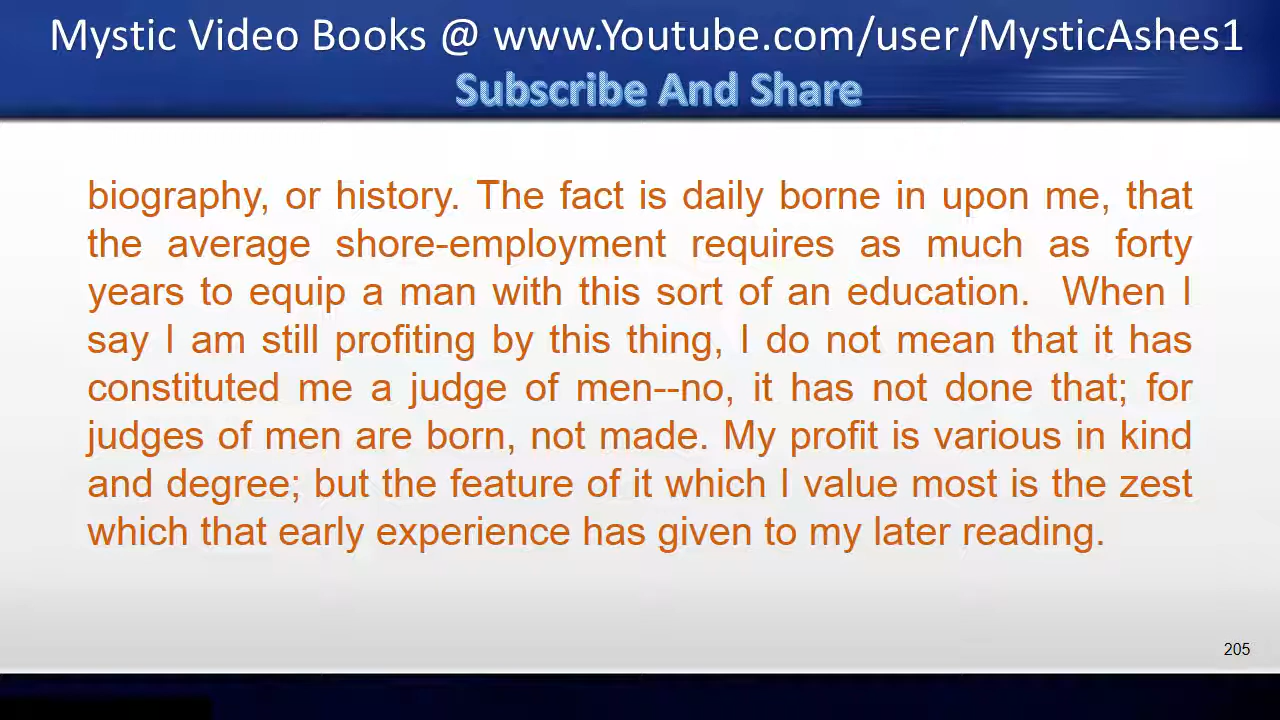 Mystic Video Books @ www.Youtube.com/user/MysticAshes1
Subscribe And Share
biography, or history. The fact is daily borne in upon me, that
the average shore-employment requires as much as forty
years to equip a man with this sort of an education.  When I
say I am still profiting by this thing, I do not mean that it has
constituted me a judge of men--no, it has not done that; for
judges of men are born, not made. My profit is various in kind
and degree; but the feature of it which I value most is the zest
which that early experience has given to my later reading.
205